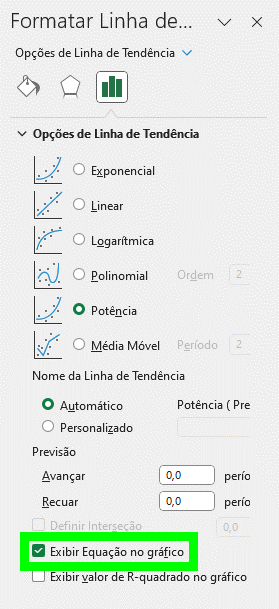 Formatar Linha de...
Opções de Linha de Tendência
Opções de Linha de Tendência
Exponencial
Linear
Logarítmica
Polinomial Ordem 2
Potência
Média Móvel Período 2
Nome da Linha de Tendência
Automático Potência ( Pre
Personalizado
Previsão
Avançar 0,0 perío
Recuar 0,0 perío
Definir Interseção 0,0
Exibir Equação no gráfico
Exibir valor de R-quadrado no gráfico